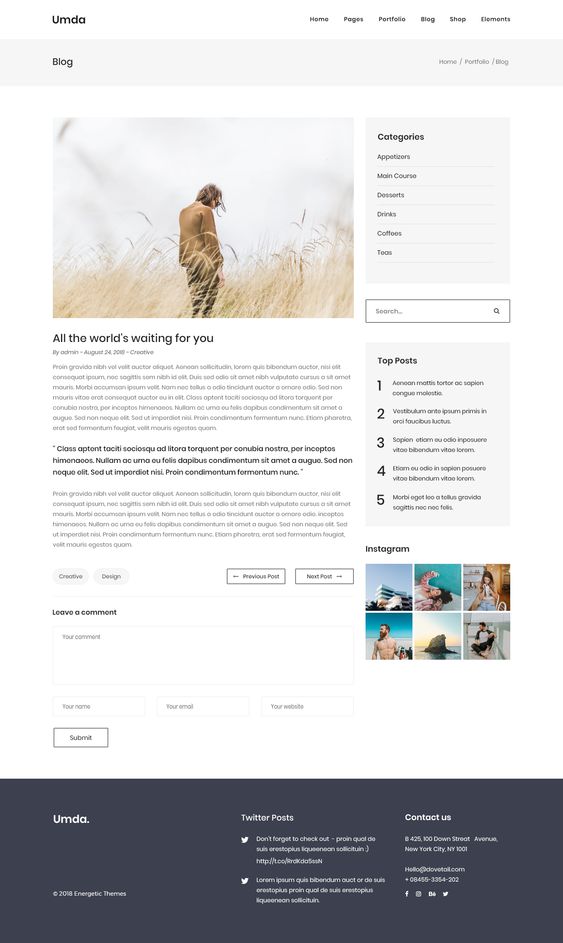 Umda
Home Pages Portfolio Blog Shop Elements
Blog
Home / Portfolio / Blog
All the world's waiting for you
By admin - August 24, 2018 - Creative
Proin gravida nibh vel velit auctor aliquet. Aenean sollicitudin, lorem quis bibendum auctor, nisi elit
consequat ipsum, nec sagittis sem nibh id elit. Duis sed odio sit amet nibh vulputate cursus a sit amet
mauris. Morbi accumsan ipsum velit. Nam nec tellus a odio tincidunt auctor a ornare odio. Sed non
mauris vitae erat consequat auctor eu in elit. Class aptent taciti sociosqu ad litora torquent per
conubia nostra, per inceptos himenaeos. Nullam ac urna eu felis dapibus condimentum sit amet a
augue. Sed non neque elit. Sed ut imperdiet nisi. Proin condimentum fermentum nunc. Etiam pharetra,
erat sed fermentum feugiat, velit mauris egestas quam.
" Class aptent taciti sociosqu ad litora torquent per conubia nostra, per inceptos
himenaeos. Nullam ac urna eu felis dapibus condimentum sit amet a augue. Sed non
neque elit. Sed ut imperdiet nisi. Proin condimentum fermentum nunc. "
Proin gravida nibh vel velit auctor aliquet. Aenean sollicitudin, lorem quis bibendum auctor, nisi elit
consequat ipsum, nec sagittis sem nibh id elit. Duis sed odio sit amet nibh vulputate cursus a sit amet
mauris. Morbi accumsan ipsum velit. Nam nec tellus a odio tincidunt auctor a ornare odio. inceptos
himenaeos. Nullam ac urna eu felis dapibus condimentum sit amet a augue. Sed non neque elit. Sed
ut imperdiet nisi. Proin condimentum fermentum nunc. Etiam pharetra, erat sed fermentum feugiat,
velit mauris egestas quam.
Creative Design
← Previous Post Next Post →
Leave a comment
Your comment
Your name Your email Your website
Submit
Categories
Appetizers
Main Course
Desserts
Drinks
Coffees
Teas
Search...
Top Posts
1 Aenean mattis tortor ac sapien
congue molestie.
2 Vestibulum ante ipsum primis in
orci faucibus luctus.
3 Sapien etiam eu odio inposuere
vitae bibendum vitae lorem.
4 Etiam eu odio in sapien posuere
vitae bibendum vitae lorem.
5 Morbi eget leo a tellus gravida
sagittis nec nec felis.
Instagram
Umda.
© 2018 Energetic Themes
Twitter Posts
Don't forget to check out - proin qual de
suis erestopius liqueenean sollicituin :)
http://t.co/RrdKda5ssN
Lorem ipsum quis bibendum auct or de suis
erestopius proin qual de suis erestopius
liqueenean sollicituin.
Contact us
B 425, 100 Down Streat Avenue,
New York City, NY 1001
Hello@dovetail.com
+ 08455-3354-202